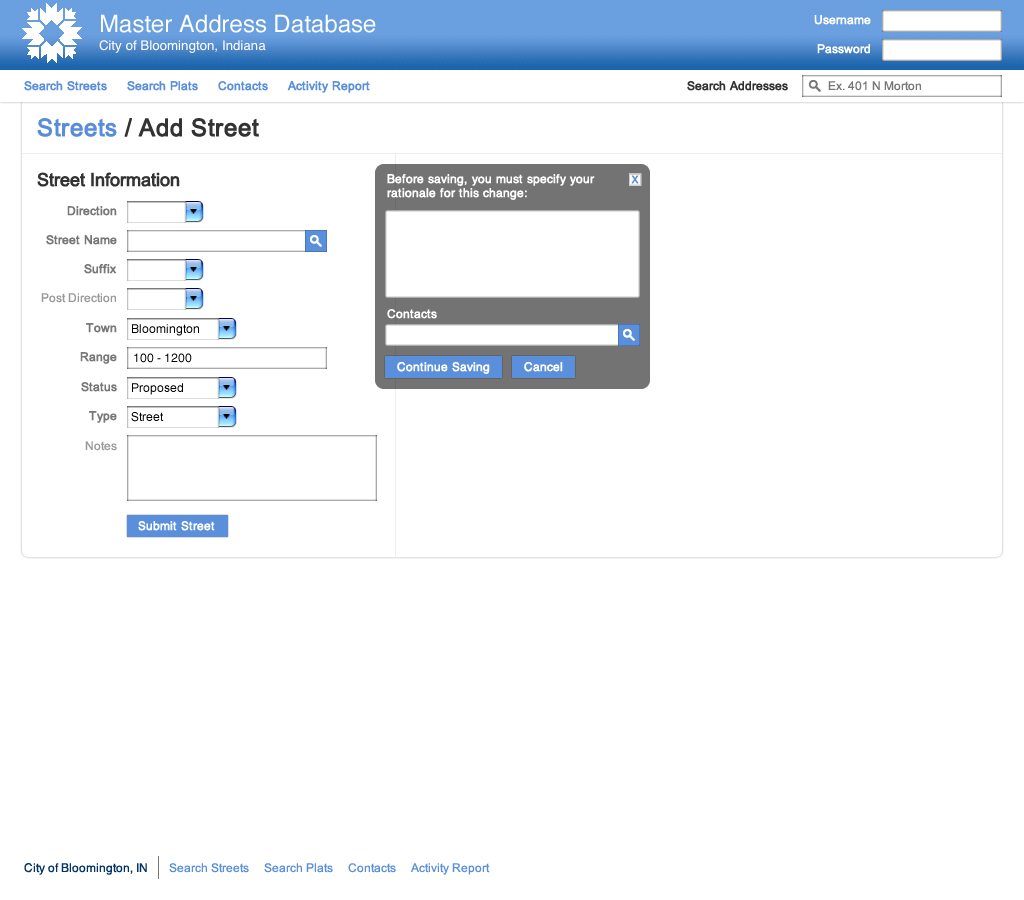 Master Address Database
City of Bloomington, Indiana
Username
Password
Search Streets Search Plats Contacts Activity Report
Search Addresses Ex. 401 N Morton
Streets / Add Street
Street Information
Direction
Street Name
Suffix
Post Direction
Town Bloomington
Range 100 - 1200
Status Proposed
Type Street
Notes
Submit Street
Before saving, you must specify your
rationale for this change:
X
Contacts
Continue Saving Cancel
City of Bloomington, IN Search Streets Search Plats Contacts Activity Report